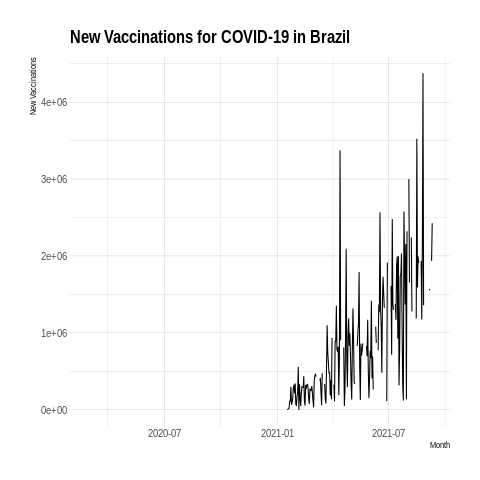 New Vaccinations for COVID-19 in Brazil
New Vaccinations
4e+06
3e+06
2e+06
1e+06
0e+00
2020-07 2021-01 2021-07
Month